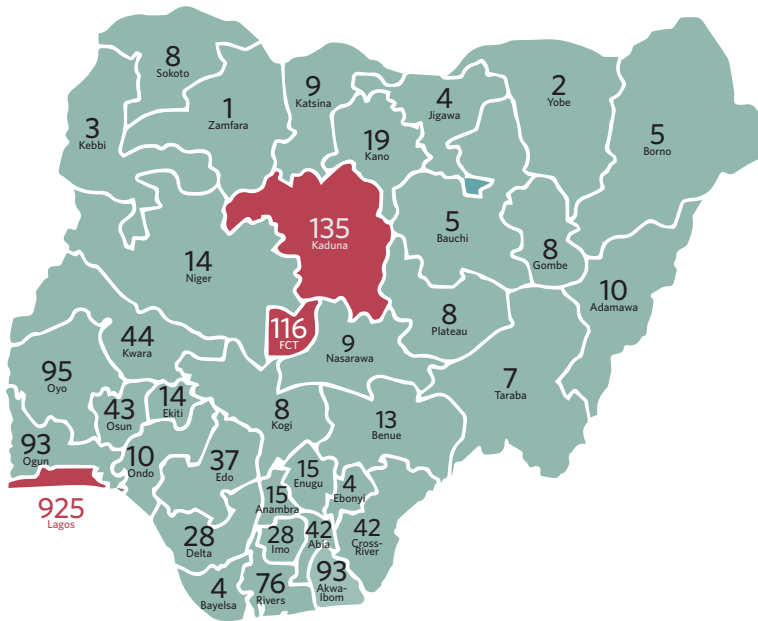 8
Sokoto
9
Katsina
4
Jigawa
2
Yobe
1
Zamfara
3
Kebbi
19
Kano
5
Borno
135
Kaduna
5
Bauchi
8
Gombe
14
Niger
10
Adamawa
116
FCT
8
Plateau
44
Kwara
9
Nasarawa
95
Oyo
7
Taraba
43
Osun
14
Ekiti
8
Kogi
13
Benue
93
Ogun
10
Ondo
37
Edo
15
Enugu
4
Ebonyi
925
Lagos
15
Anambra
28
Delta
28
Imo
42
Abia
42
Cross-
River
4
Bayelsa
76
Rivers
93
Akwa-
Ibom